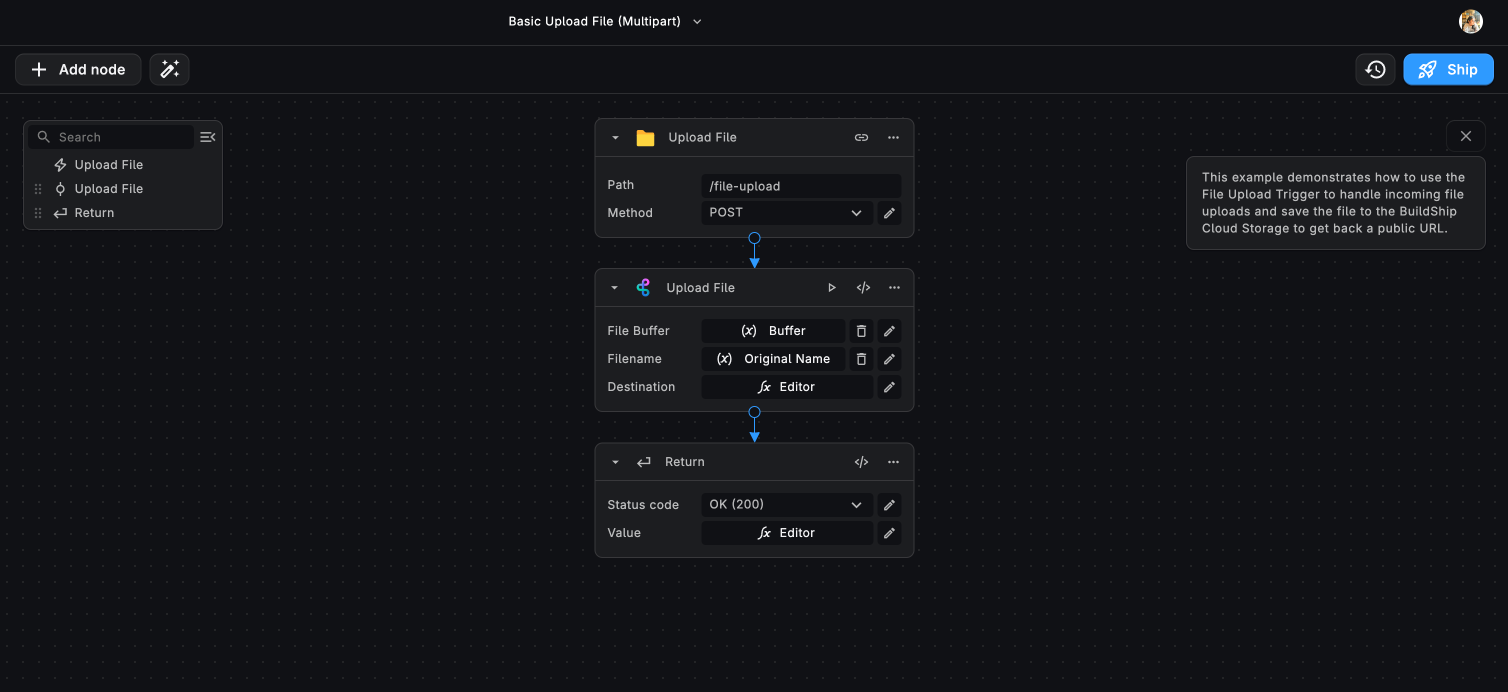 Basic Upload File (Multipart)
Add node
Ship
Search
Upload File
Upload File
Return
Upload File
Path
/file-upload
Method
POST
Upload File
File Buffer
(x) Buffer
Filename
(x) Original Name
Destination
fx Editor
Return
Status code
OK (200)
Value
fx Editor
This example demonstrates how to use the
File Upload Trigger to handle incoming file
uploads and save the file to the BuildShip
Cloud Storage to get back a public URL.